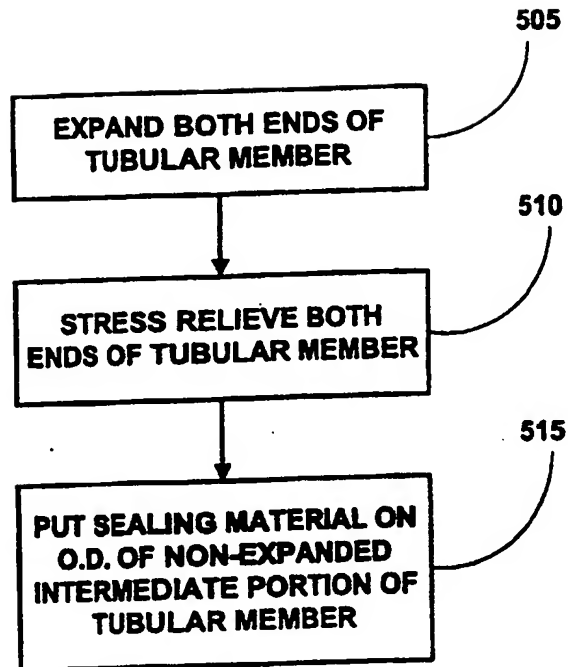 505
EXPAND BOTH ENDS OF
TUBULAR MEMBER
510
STRESS RELIEVE BOTH
ENDS OF TUBULAR MEMBER
515
PUT SEALING MATERIAL ON
O.D. OF NON-EXPANDED
INTERMEDIATE PORTION OF
TUBULAR MEMBER